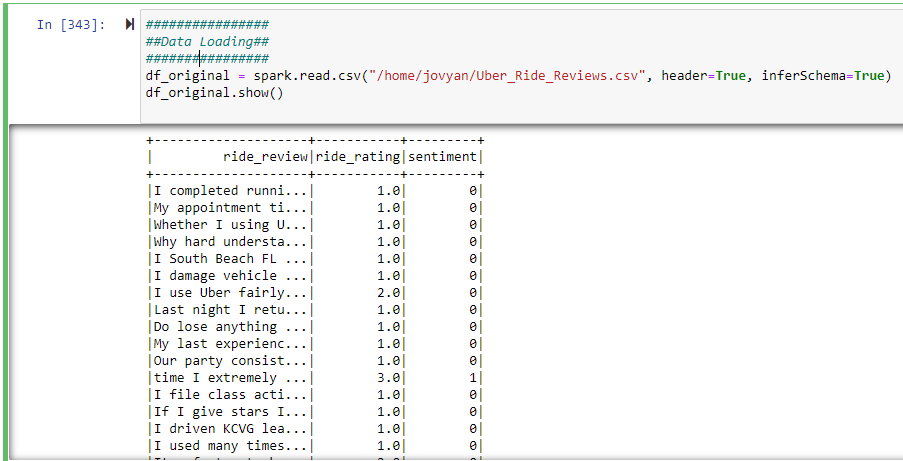 In [343]:
################
##Data Loading##
################
df_original = spark.read.csv("/home/jovyan/Uber_Ride_Reviews.csv", header=True, inferSchema=True)
df_original.show()
+--------------------+-----------+---------+
|         ride_review|ride_rating|sentiment|
+--------------------+-----------+---------+
|I completed runni...|        1.0|        0|
|My appointment ti...|        1.0|        0|
|Whether I using U...|        1.0|        0|
|Why hard understa...|        1.0|        0|
|I South Beach FL ...|        1.0|        0|
|I damage vehicle ...|        1.0|        0|
|I use Uber fairly...|        2.0|        0|
|Last night I retu...|        1.0|        0|
|Do lose anything ...|        1.0|        0|
|My last experienc...|        1.0|        0|
|Our party consist...|        1.0|        0|
|time I extremely ...|        3.0|        1|
|I file class acti...|        1.0|        0|
|If I give stars I...|        1.0|        0|
|I driven KCVG lea...|        1.0|        0|
|I used many times...|        1.0|        0|